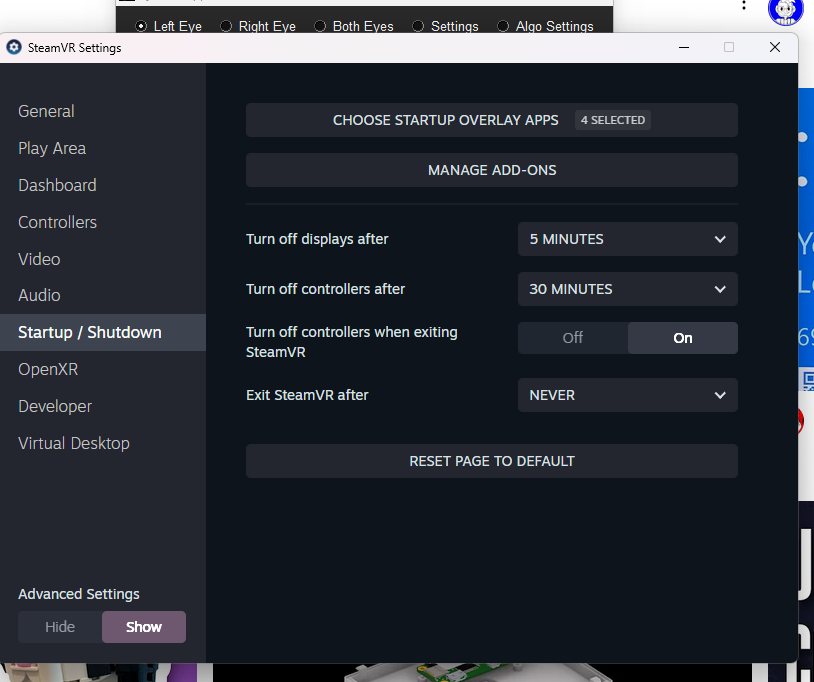 Left Eye Right Eye Both Eyes Settings Algo Settings
SteamVR Settings
General
Play Area
Dashboard
Controllers
Video
Audio
Startup / Shutdown
OpenXR
Developer
Virtual Desktop
Advanced Settings
Hide Show
CHOOSE STARTUP OVERLAY APPS 4 SELECTED
MANAGE ADD-ONS
Turn off displays after 5 MINUTES
Turn off controllers after 30 MINUTES
Turn off controllers when exiting
SteamVR Off On
Exit SteamVR after NEVER
RESET PAGE TO DEFAULT